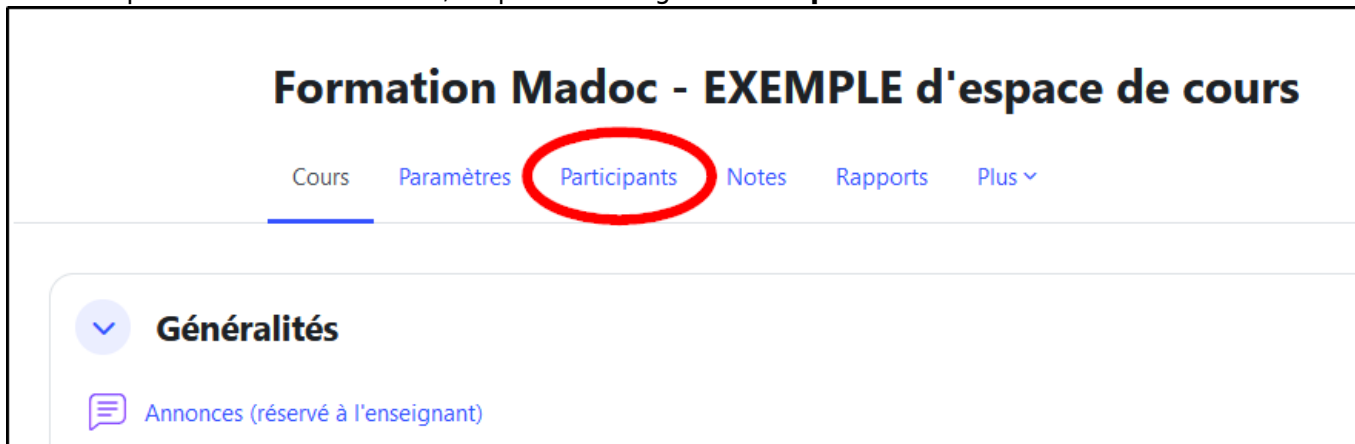 Formation Madoc - EXEMPLE d'espace de cours
Cours Paramètres Participants Notes Rapports Plus
Généralités
Annonces (réservé à l'enseignant)